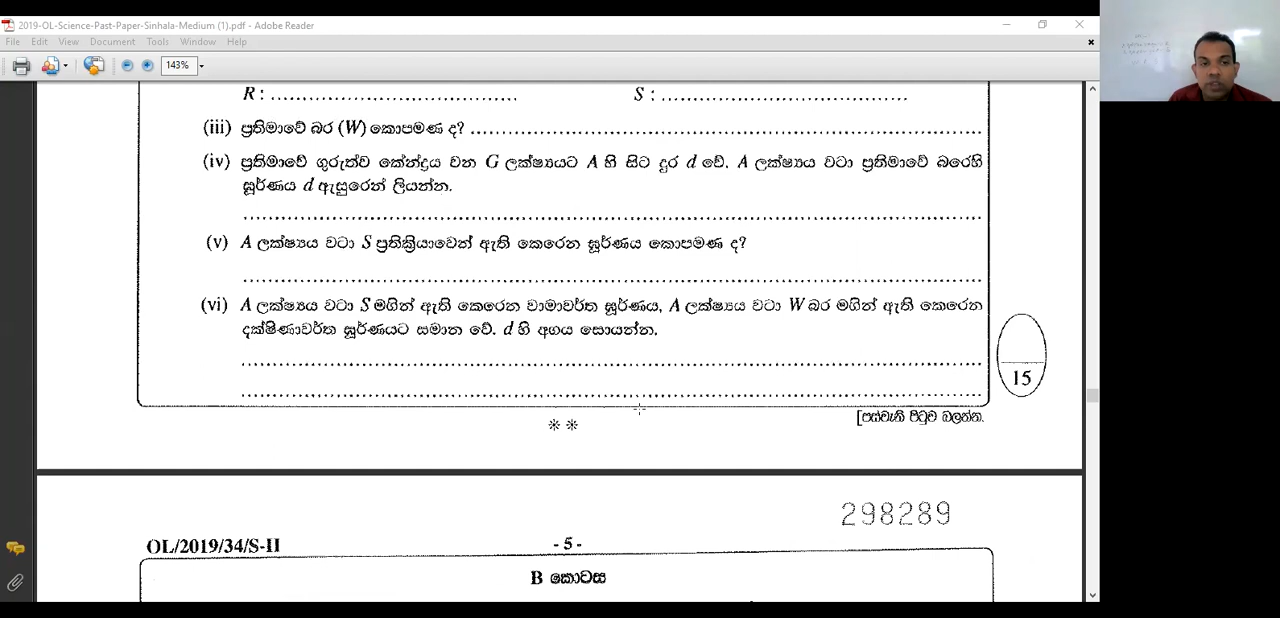 2019-OL-Science-Past-Paper-Sinhala-Medium (1).pdf - Adobe Reader
File Edit View Document Tools Window Help
143%
R : ........................................ S : ........................................
(iii) ප්‍රතිමාවේ බර (W) කොපමණ ද? ........................................
(iv) ප්‍රතිමාවේ ගුරුත්ව කේන්ද්‍රය වන G ලක්ෂ්‍යයට A හි සිට දුර d වේ. A ලක්ෂ්‍යය වටා ප්‍රතිමාවේ බරෙහි
ඝූර්ණය d ඇසුරෙන් ලියන්න.
........................................
(v) A ලක්ෂ්‍යය වටා S ප්‍රතික්‍රියාවෙන් ඇති කෙරෙන ඝූර්ණය කොපමණ ද?
........................................
(vi) A ලක්ෂ්‍යය වටා S මගින් ඇති කෙරෙන වාමාවර්ත ඝූර්ණය, A ලක්ෂ්‍යය වටා W බර මගින් ඇති කෙරෙන
දක්ෂිණාවර්ත ඝූර්ණයට සමාන වේ. d හි අගය සොයන්න.
........................................
........................................
15
** 
[පස්වැනි පිටුව බලන්න.
298289
OL/2019/34/S-II - 5 -
B කොටස